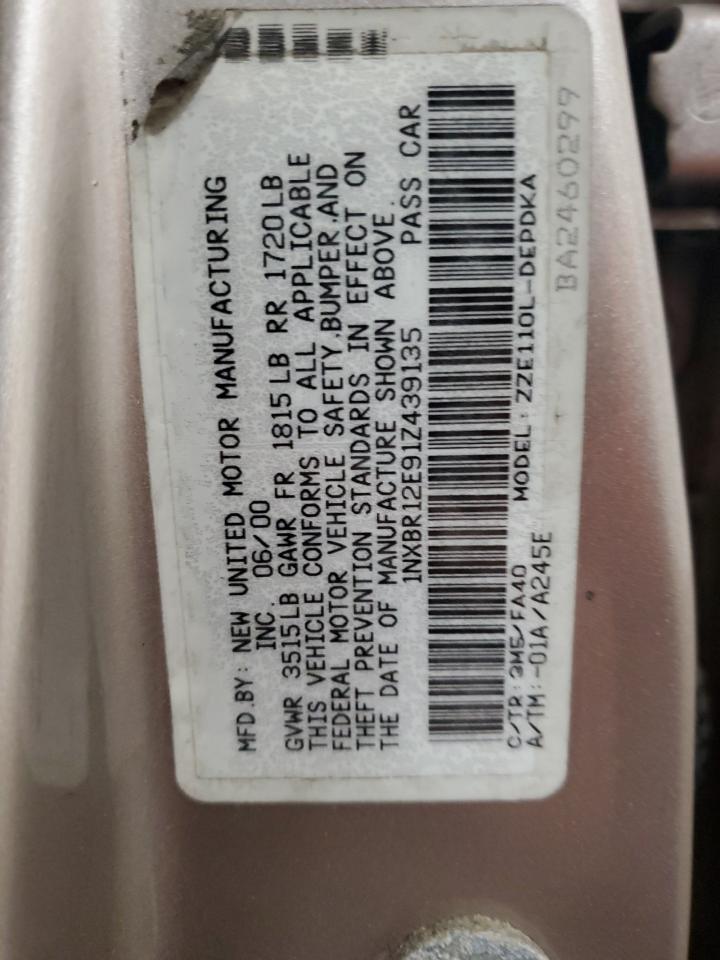 MFD.BY: NEW UNITED MOTOR MANUFACTURING
INC. 06/00
GVWR 3515LB GAWR FR 1815LB RR 1720LB
THIS VEHICLE CONFORMS TO ALL APPLICABLE
FEDERAL MOTOR VEHICLE SAFETY,BUMPER,AND
THEFT PREVENTION STANDARDS IN EFFECT ON
THE DATE OF MANUFACTURE SHOWN ABOVE.
1NXBR12E91Z439135 PASS CAR
C/TR:3M5/FA40 MODEL:ZZE110L-DEPDKA
A/TM:-01A/A245E
BA2460299